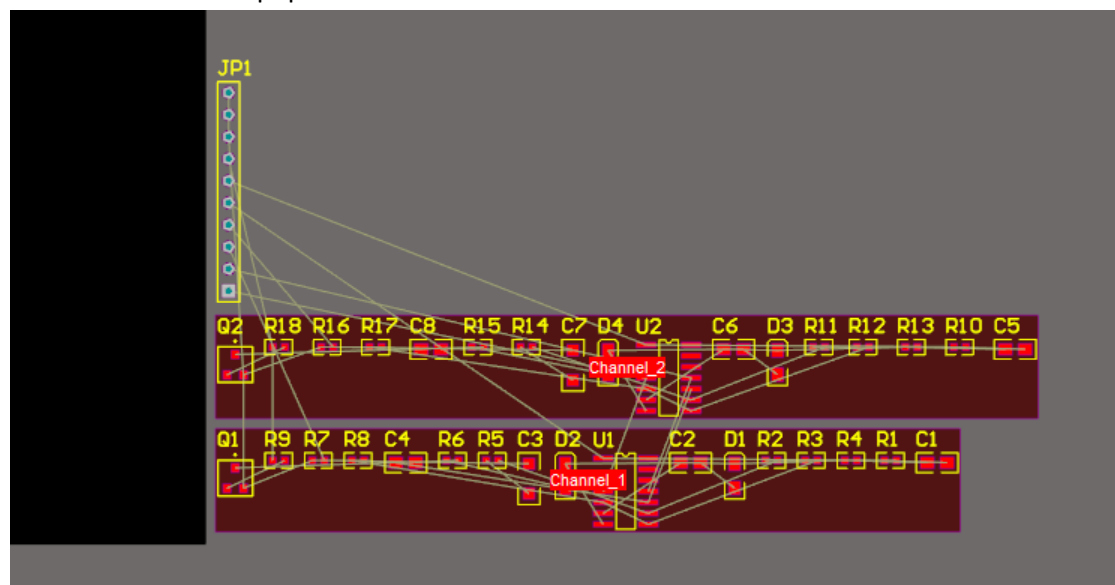 JP1
Q2 R18 R16 R17 C8 R15 R14 C7 D4 U2 C6 D3 R11 R12 R13 R10 C5
Channel_2
Q1 R9 R7 R8 C4 R6 R5 C3 D2 U1 C2 D1 R2 R3 R4 R1 C1
Channel_1